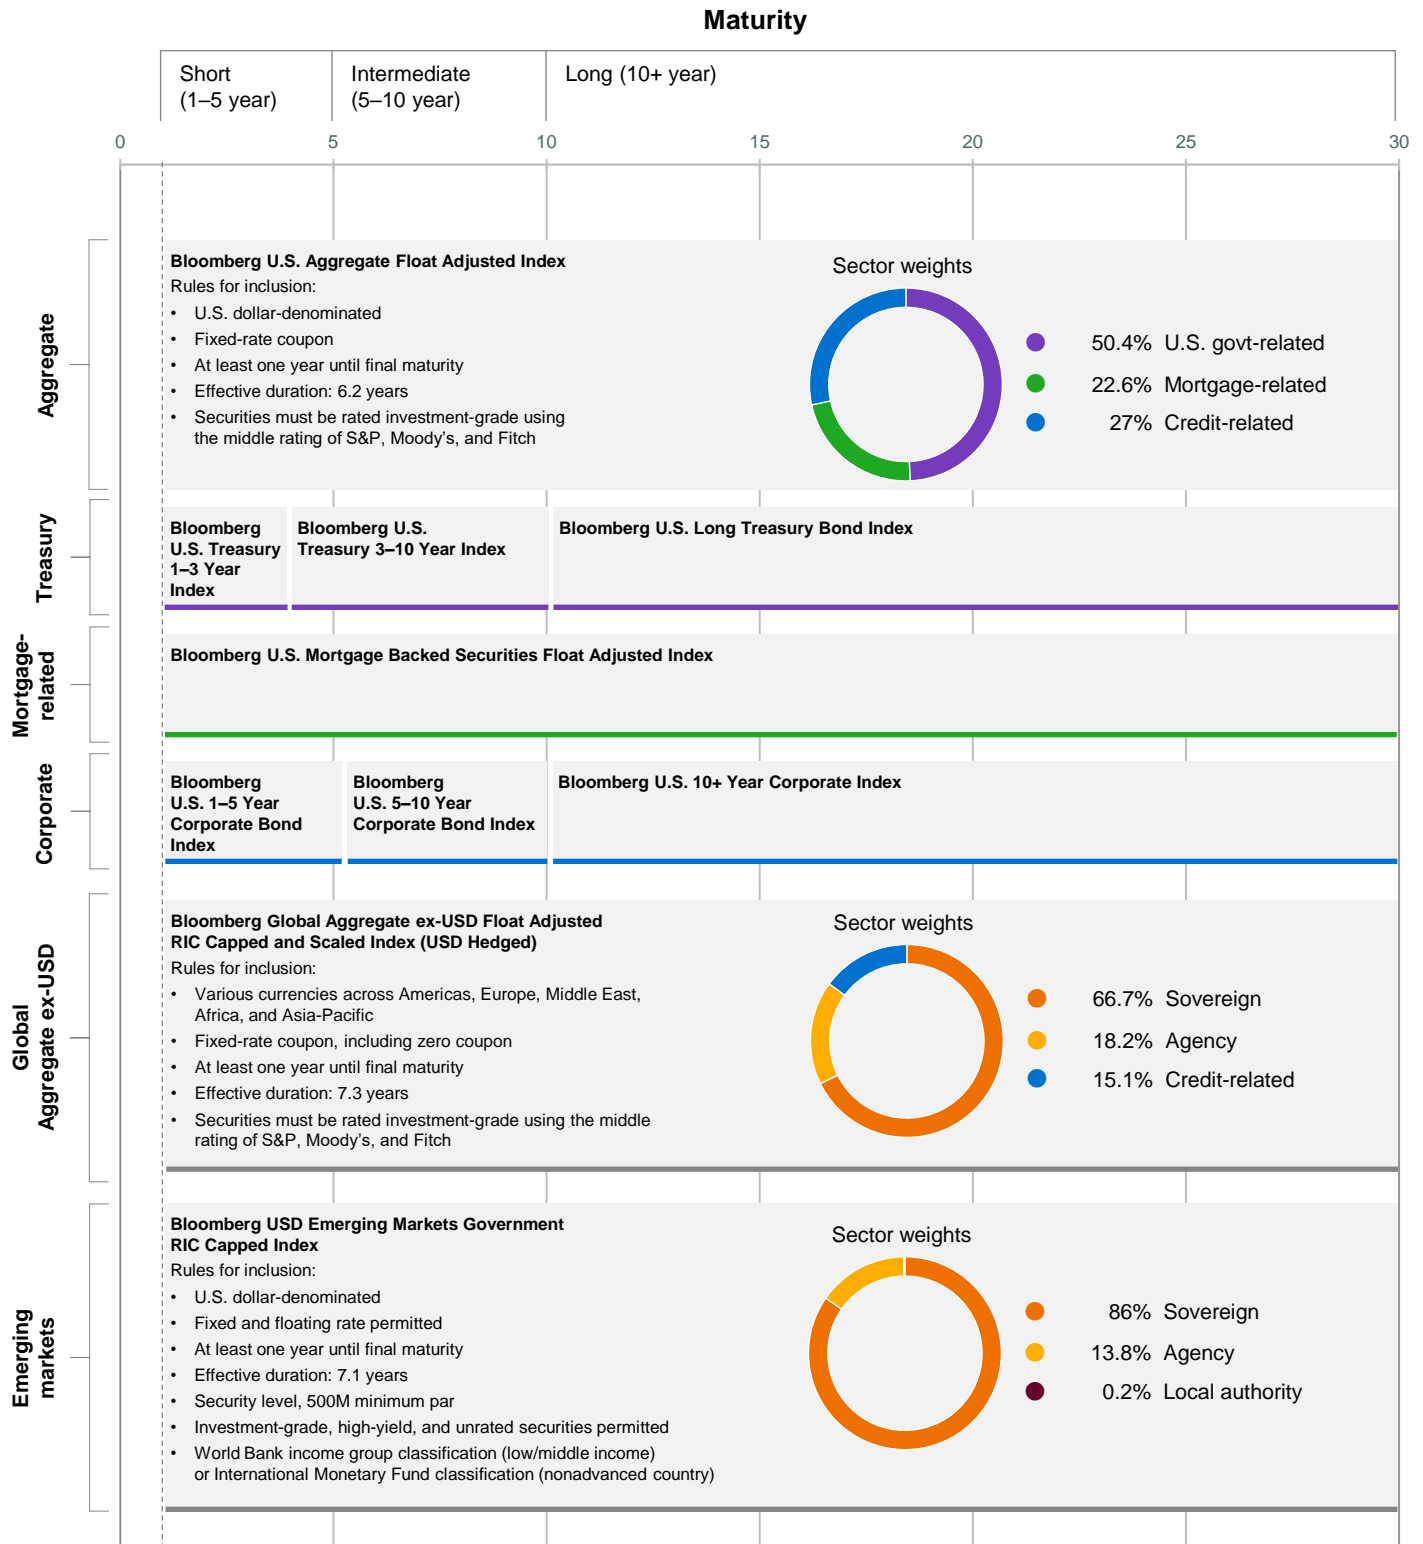 Maturity
Short
(1–5 year)
Intermediate
(5–10 year)
Long (10+ year)
0
5
10
15
20
25
30
Aggregate
Bloomberg U.S. Aggregate Float Adjusted Index
Rules for inclusion:
• U.S. dollar-denominated
• Fixed-rate coupon
• At least one year until final maturity
• Effective duration: 6.2 years
• Securities must be rated investment-grade using
the middle rating of S&P, Moody’s, and Fitch
Sector weights
50.4% U.S. govt-related
22.6% Mortgage-related
27% Credit-related
Treasury
Bloomberg
U.S. Treasury
1–3 Year
Index
Bloomberg U.S.
Treasury 3–10 Year Index
Bloomberg U.S. Long Treasury Bond Index
Mortgage-
related
Bloomberg U.S. Mortgage Backed Securities Float Adjusted Index
Corporate
Bloomberg
U.S. 1–5 Year
Corporate Bond
Index
Bloomberg
U.S. 5–10 Year
Corporate Bond Index
Bloomberg U.S. 10+ Year Corporate Index
Global
Aggregate ex-USD
Bloomberg Global Aggregate ex-USD Float Adjusted
RIC Capped and Scaled Index (USD Hedged)
Rules for inclusion:
• Various currencies across Americas, Europe, Middle East,
Africa, and Asia-Pacific
• Fixed-rate coupon, including zero coupon
• At least one year until final maturity
• Effective duration: 7.3 years
• Securities must be rated investment-grade using the middle
rating of S&P, Moody’s, and Fitch
Sector weights
66.7% Sovereign
18.2% Agency
15.1% Credit-related
Emerging
markets
Bloomberg USD Emerging Markets Government
RIC Capped Index
Rules for inclusion:
• U.S. dollar-denominated
• Fixed and floating rate permitted
• At least one year until final maturity
• Effective duration: 7.1 years
• Security level, 500M minimum par
• Investment-grade, high-yield, and unrated securities permitted
• World Bank income group classification (low/middle income)
or International Monetary Fund classification (nonadvanced country)
Sector weights
86% Sovereign
13.8% Agency
0.2% Local authority